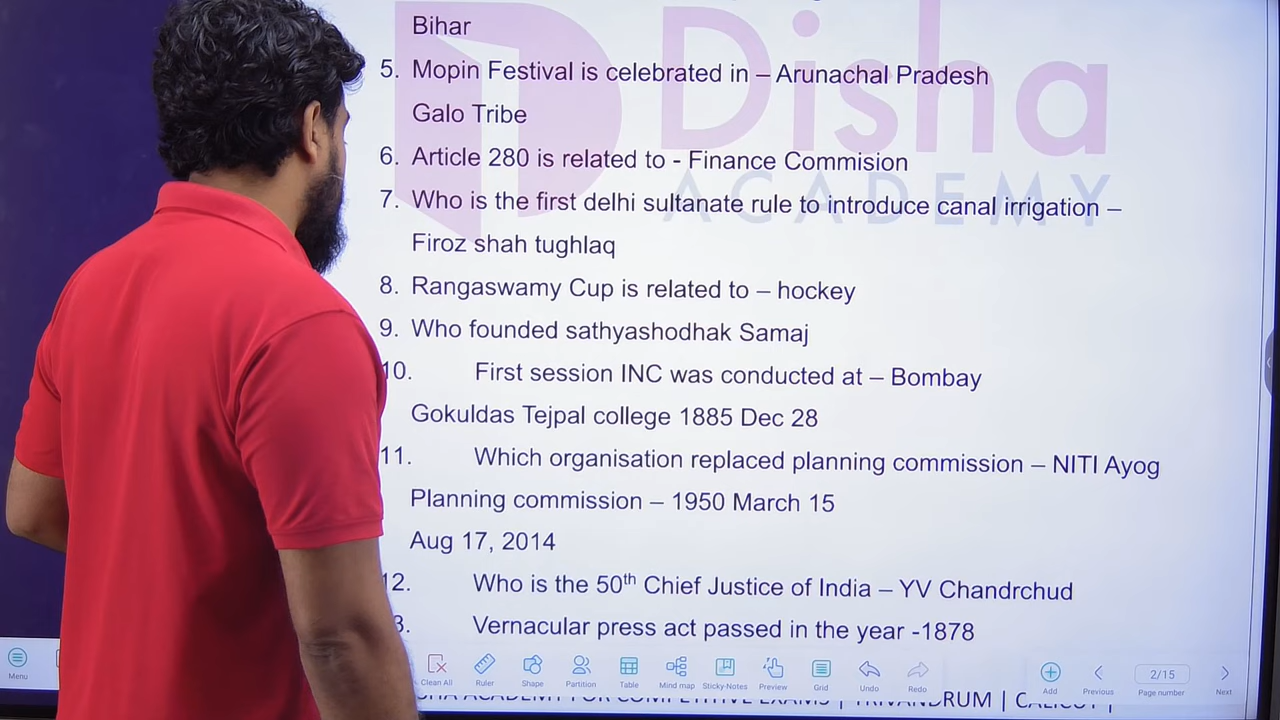 Bihar
5. Mopin Festival is celebrated in – Arunachal Pradesh
Galo Tribe
6. Article 280 is related to - Finance Commision
7. Who is the first delhi sultanate rule to introduce canal irrigation –
Firoz shah tughlaq
8. Rangaswamy Cup is related to – hockey
9. Who founded sathyashodhak Samaj
10. First session INC was conducted at – Bombay
Gokuldas Tejpal college 1885 Dec 28
11. Which organisation replaced planning commission – NITI Ayog
Planning commission – 1950 March 15
Aug 17, 2014
12. Who is the 50th Chief Justice of India – YV Chandrchud
3. Vernacular press act passed in the year -1878
Disha
ACADEMY
Menu
Clean All Ruler Shape Partition Table Mind map Sticky-Notes Preview Grid Undo Redo Add Previous 2/15 Page number Next
ACADEMY FOR COMPETITIVE EXAMS | TRIVANDRUM | CALICUT |